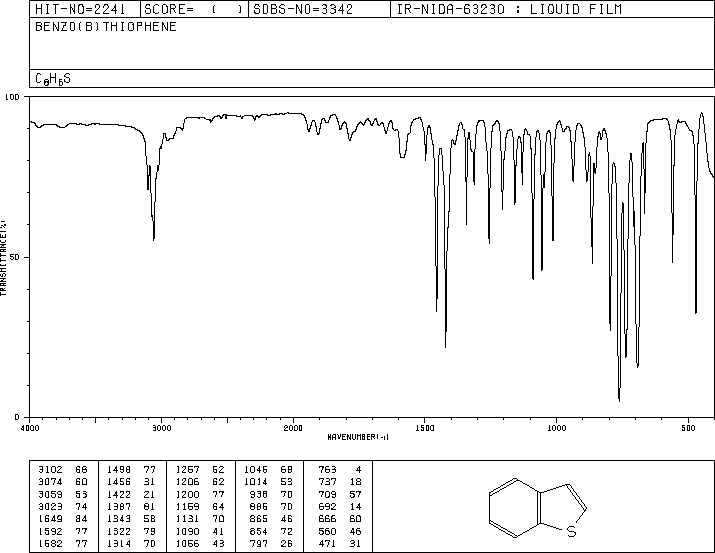 HIT-NO=2241 SCORE= ( ) SDBS-NO=3342 IR-NIDA-63230 : LIQUID FILM
BENZO(B)THIOPHENE
C8H6S
100
50
0
TRANSMITTANCE(%)
4000 3000 2000 1500 1000 500
WAVENUMBER(-1)
3102 68 1498 77 1257 52 1046 68 763 4
3074 60 1456 31 1206 62 1014 53 737 18
3059 53 1422 21 1200 77 938 70 709 57
3023 74 1387 81 1159 64 886 70 692 14
1649 84 1343 58 1131 70 865 46 666 60
1592 77 1322 79 1090 41 854 72 560 46
1582 77 1314 70 1056 43 797 26 471 31
S